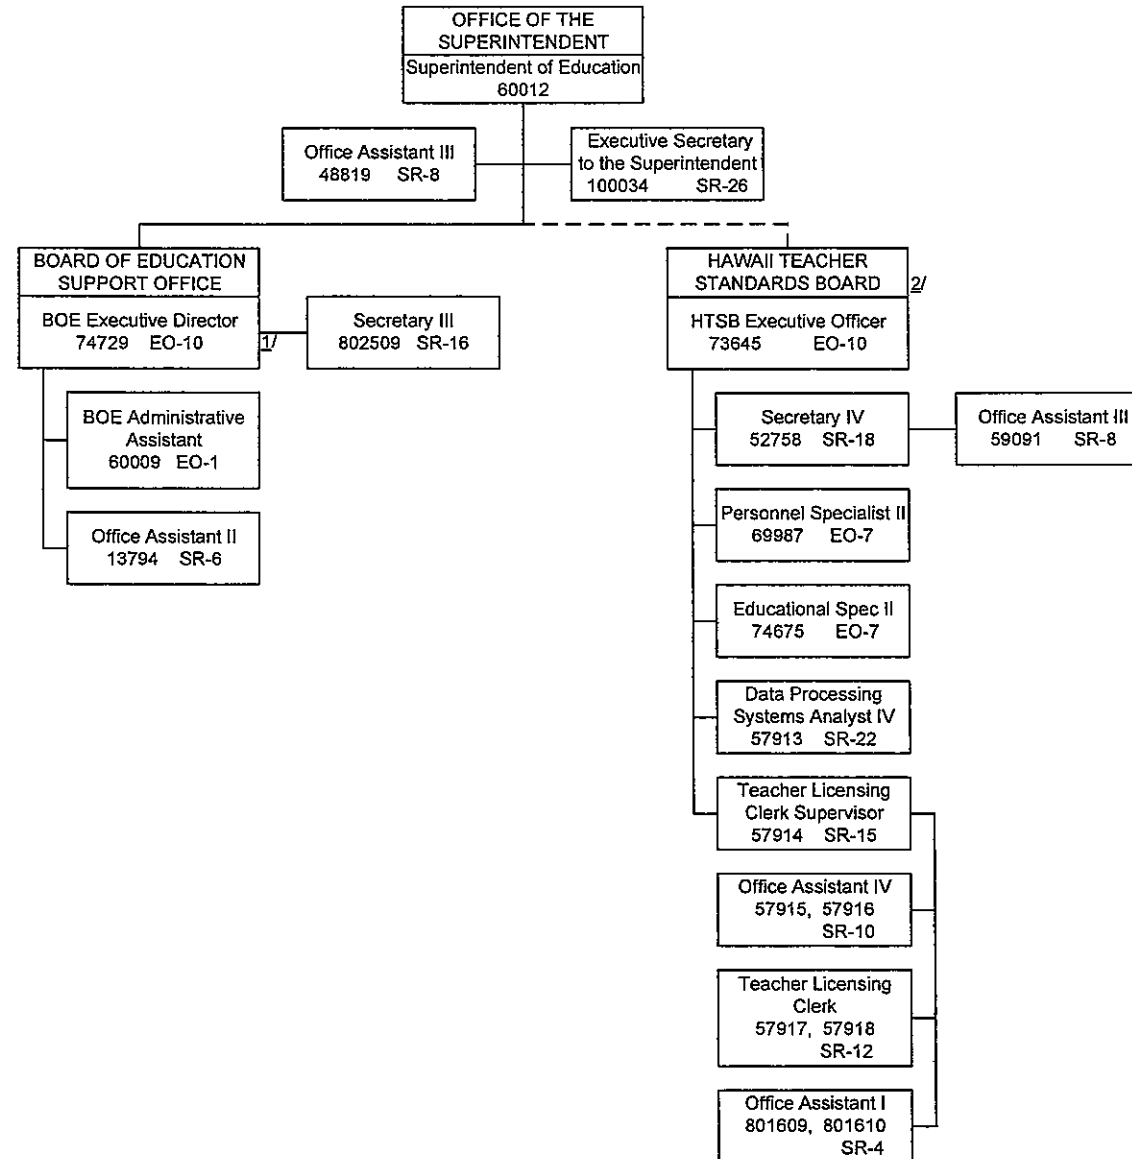 OFFICE OF THE
SUPERINTENDENT
Superintendent of Education
60012
Office Assistant III
48819 SR-8
Executive Secretary
to the Superintendent
100034 SR-26
BOARD OF EDUCATION
SUPPORT OFFICE
BOE Executive Director
74729 EO-10
1/
Secretary III
802509 SR-16
BOE Administrative
Assistant
60009 EO-1
Office Assistant II
13794 SR-6
HAWAII TEACHER
STANDARDS BOARD
2/
HTSB Executive Officer
73645 EO-10
Secretary IV
52758 SR-18
Office Assistant III
59091 SR-8
Personnel Specialist II
69987 EO-7
Educational Spec II
74675 EO-7
Data Processing
Systems Analyst IV
57913 SR-22
Teacher Licensing
Clerk Supervisor
57914 SR-15
Office Assistant IV
57915, 57916
SR-10
Teacher Licensing
Clerk
57917, 57918
SR-12
Office Assistant I
801609, 801610
SR-4